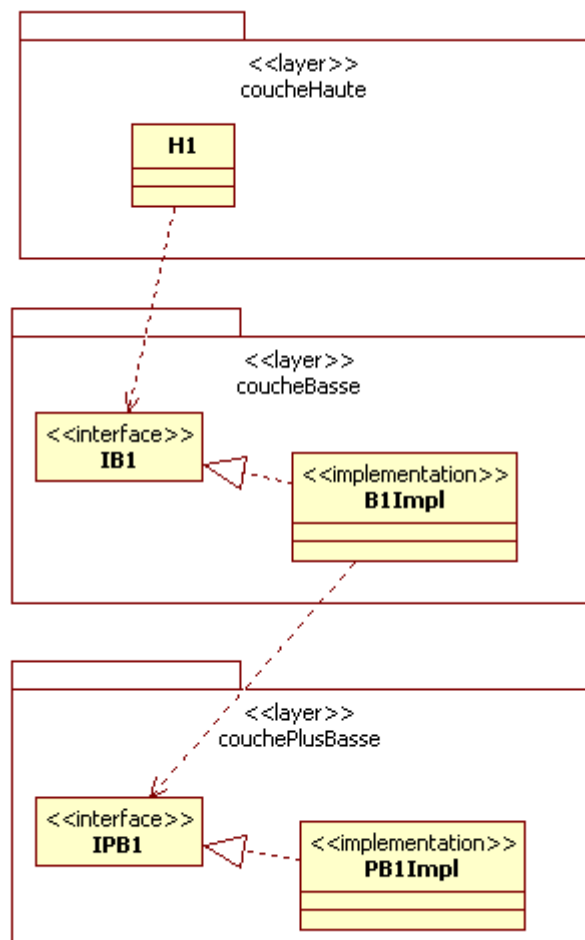 <<layer>>
coucheHaute
H1
<<layer>>
coucheBasse
<<interface>>
IB1
<<implementation>>
B1Impl
<<layer>>
couchePlusBasse
<<interface>>
IPB1
<<implementation>>
PB1Impl